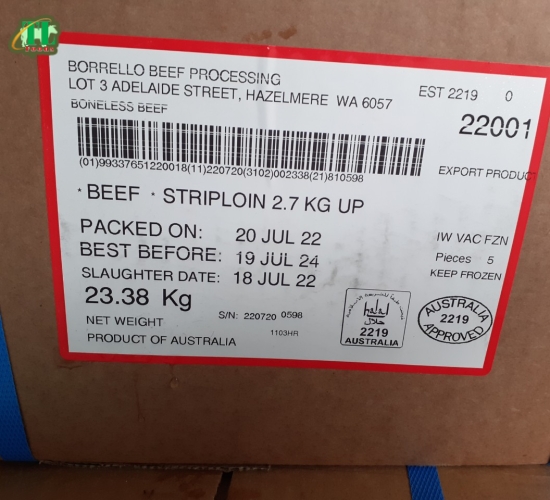 BORRELLO BEEF PROCESSING
LOT 3 ADELAIDE STREET, HAZELMERE WA 6057
EST 2219 0
BONELESS BEEF
22001
(01)99337651220018(11)220720(3102)002338(21)810598
EXPORT PRODUC
* BEEF * STRIPLOIN 2.7 KG UP
PACKED ON: 20 JUL 22
BEST BEFORE: 19 JUL 24
SLAUGHTER DATE: 18 JUL 22
IW VAC FZN
Pieces 5
KEEP FROZEN
23.38 Kg
NET WEIGHT
S/N: 220720 0598
1103HR
PRODUCT OF AUSTRALIA
halal
حلال
2219
AUSTRALIA
AUSTRALIA
2219
APPROVED